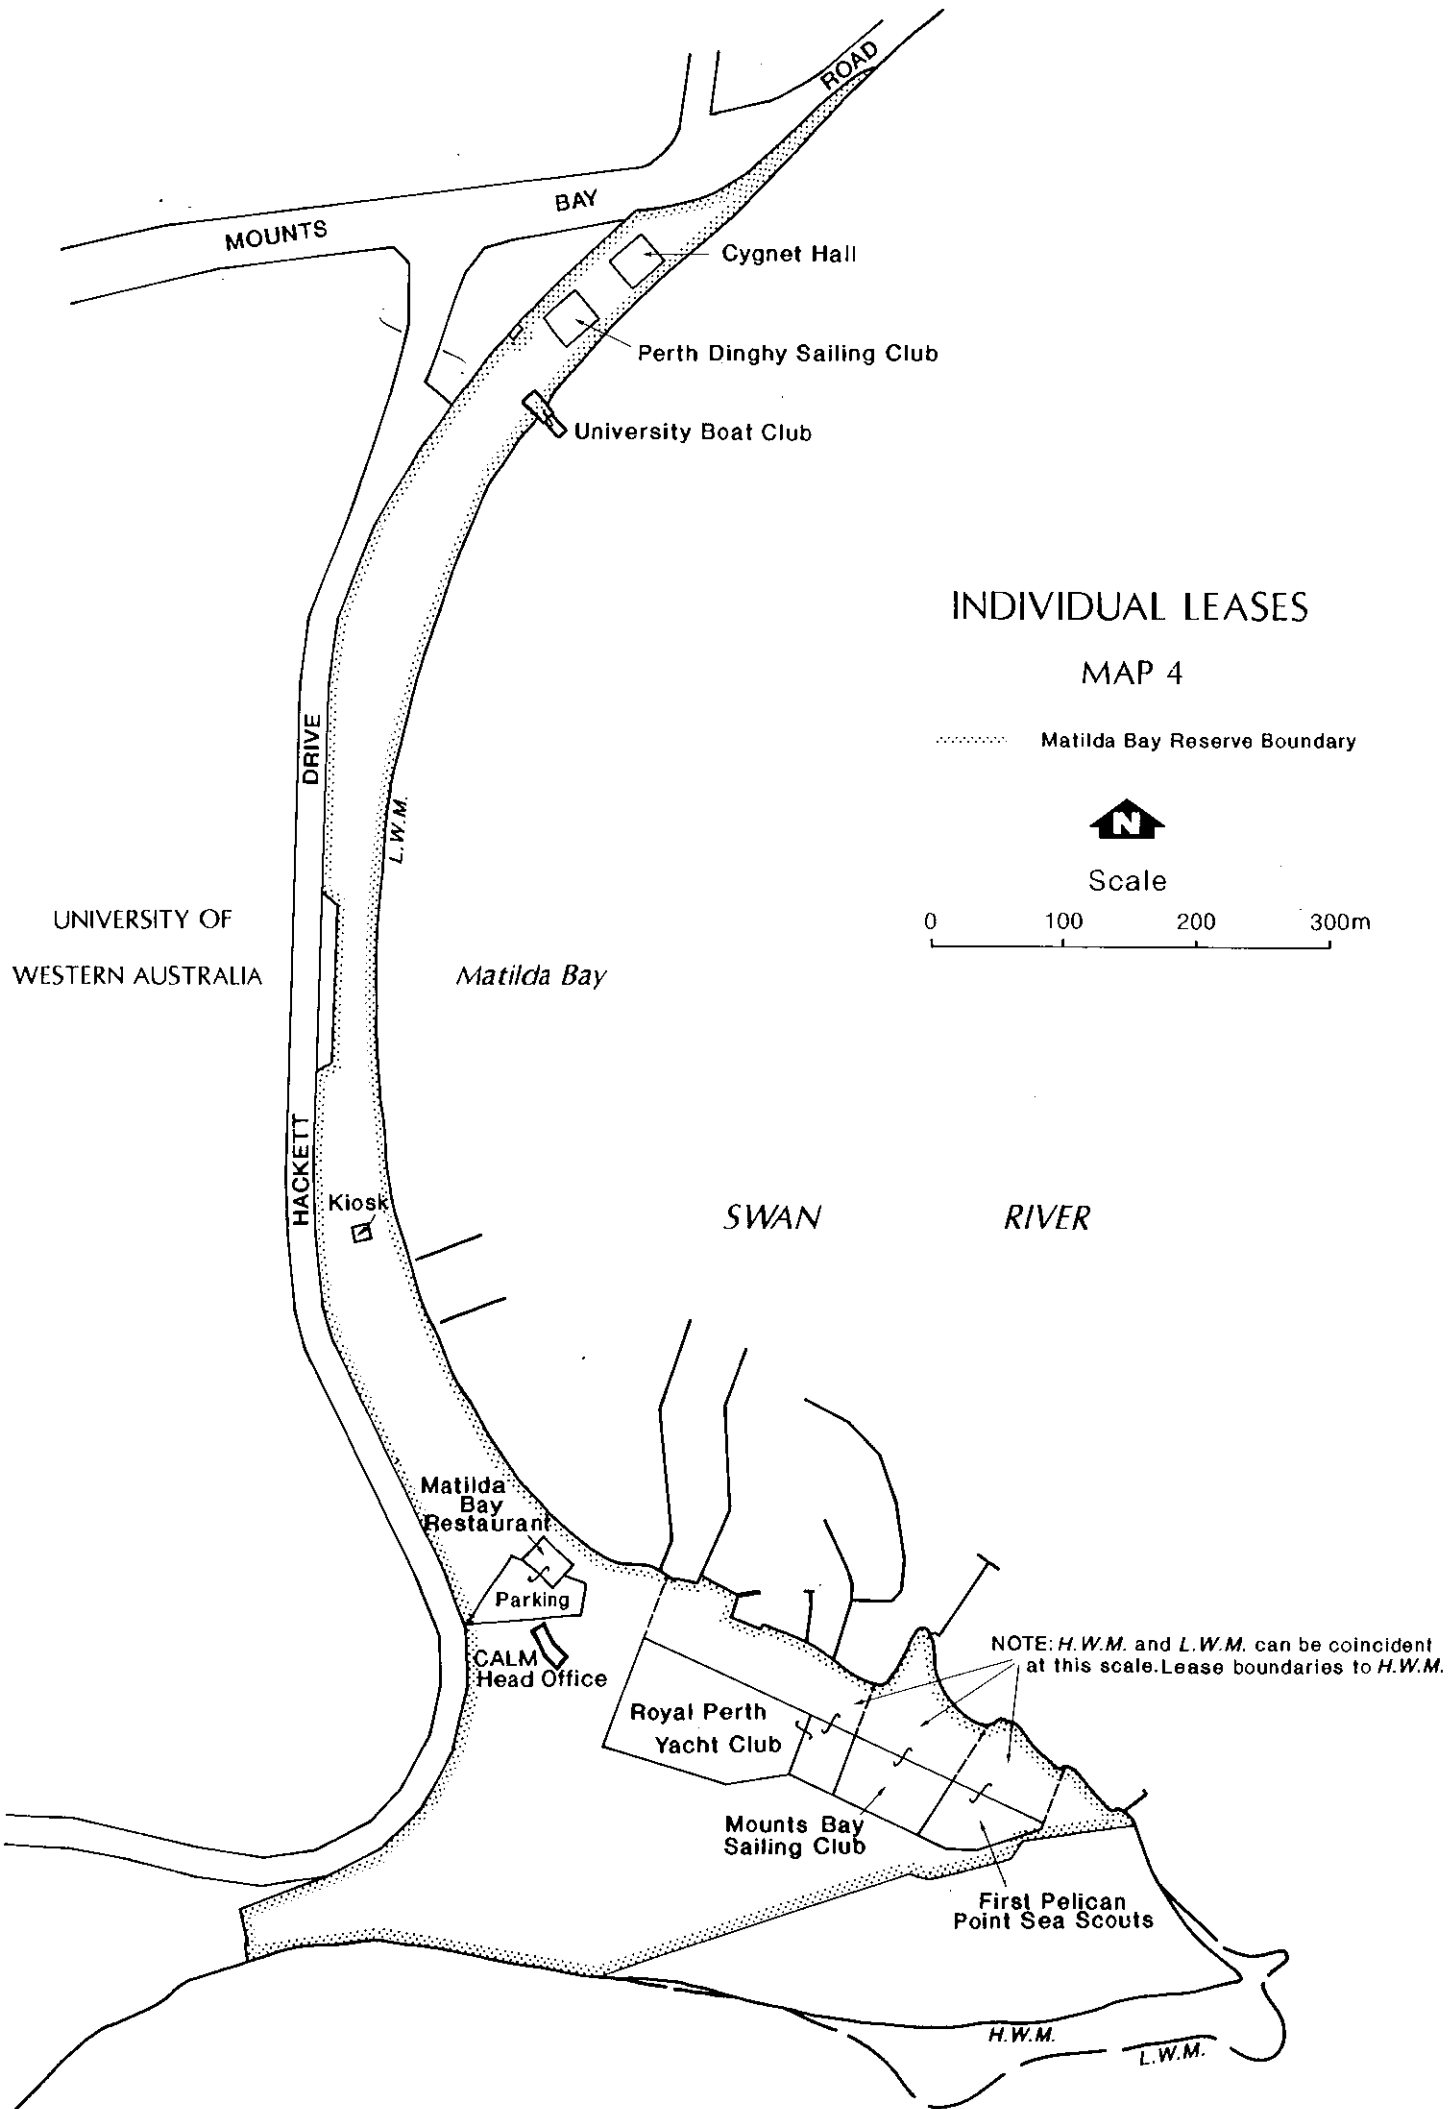 ROAD
BAY
MOUNTS
Cygnet Hall
Perth Dinghy Sailing Club
University Boat Club
INDIVIDUAL LEASES
MAP 4
Matilda Bay Reserve Boundary
N
Scale
0 100 200 300m
DRIVE
L.W.M.
UNIVERSITY OF
WESTERN AUSTRALIA
Matilda Bay
HACKETT
Kiosk
SWAN RIVER
Matilda
Bay
Restaurant
Parking
CALM
Head Office
NOTE: H.W.M. and L.W.M. can be coincident
at this scale. Lease boundaries to H.W.M.
Royal Perth
Yacht Club
Mounts Bay
Sailing Club
First Pelican
Point Sea Scouts
H.W.M.
L.W.M.